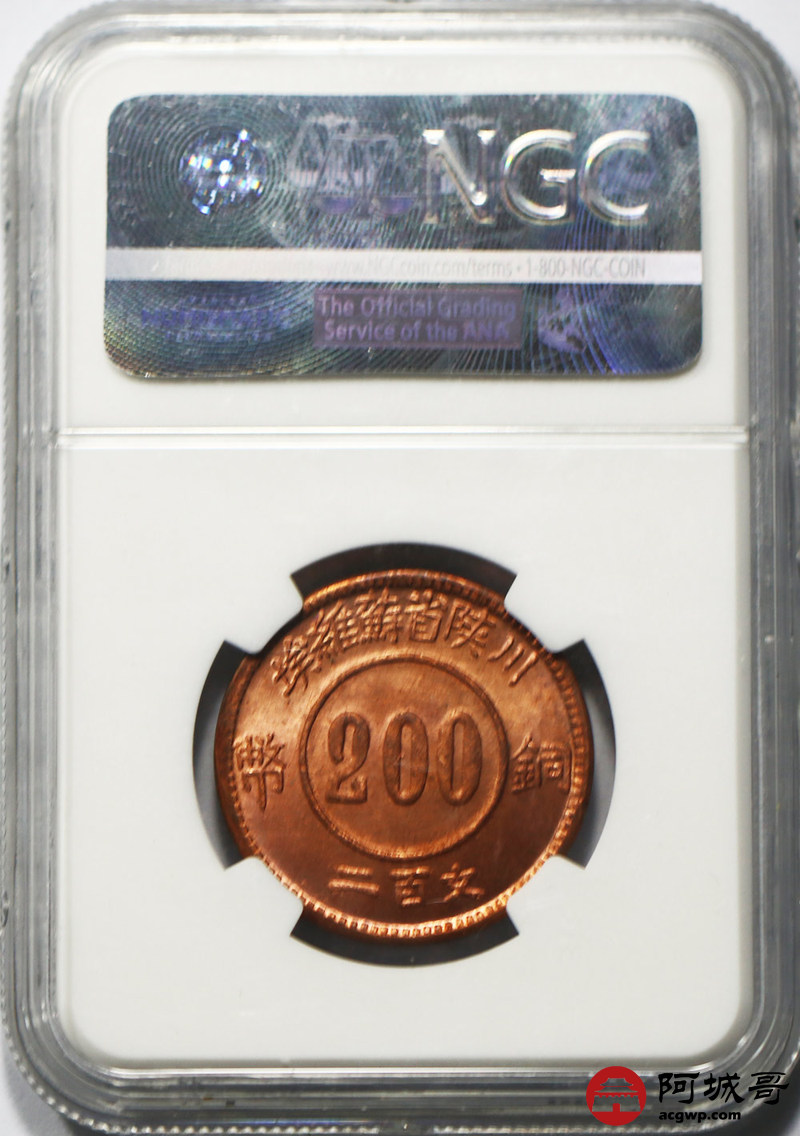 NGC
www.NGCcoin.com/terms • 1-800-NGC-COIN
The Official Grading
Service of the ANA
川陝省蘇維埃
銅幣
200
二百文
阿城哥
acgwp.com